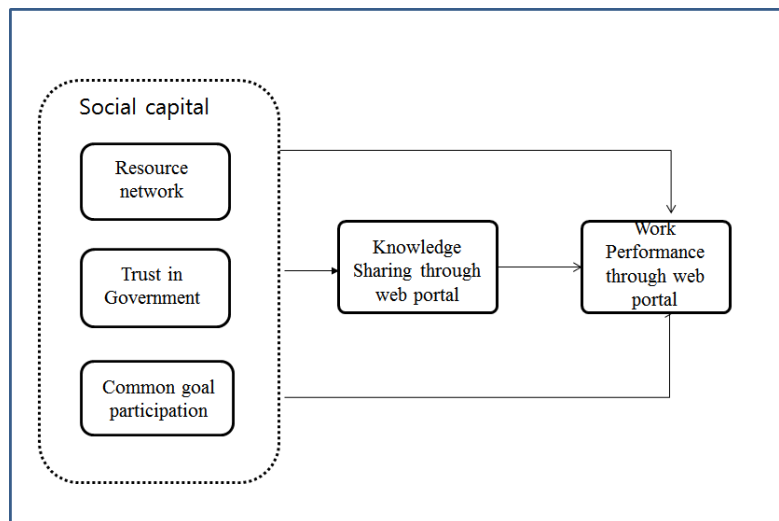 Social capital
Resource
network
Trust in
Government
Common goal
participation
Knowledge
Sharing through
web portal
Work
Performance
through web
portal